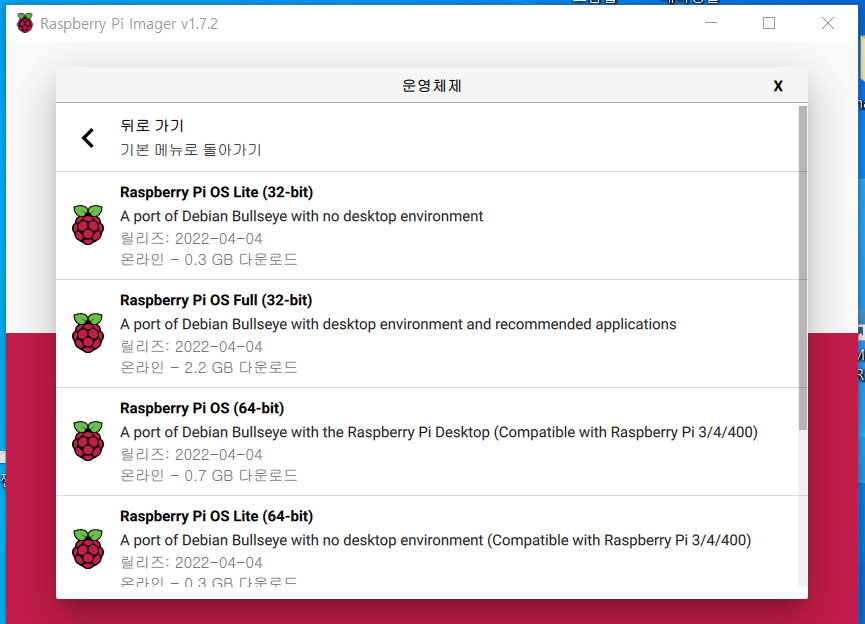 Raspberry Pi Imager v1.7.2
운영체제
X
뒤로 가기
기본 메뉴로 돌아가기
Raspberry Pi OS Lite (32-bit)
A port of Debian Bullseye with no desktop environment
릴리즈: 2022-04-04
온라인 - 0.3 GB 다운로드
Raspberry Pi OS Full (32-bit)
A port of Debian Bullseye with desktop environment and recommended applications
릴리즈: 2022-04-04
온라인 - 2.2 GB 다운로드
Raspberry Pi OS (64-bit)
A port of Debian Bullseye with the Raspberry Pi Desktop (Compatible with Raspberry Pi 3/4/400)
릴리즈: 2022-04-04
온라인 - 0.7 GB 다운로드
Raspberry Pi OS Lite (64-bit)
A port of Debian Bullseye with no desktop environment (Compatible with Raspberry Pi 3/4/400)
릴리즈: 2022-04-04
온라인 - 0.3 GB 다운로드